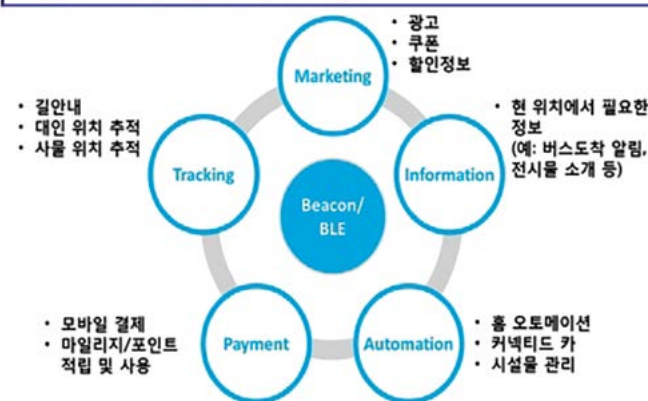 • 광고
• 쿠폰
• 할인정보
Marketing
• 길안내
• 대인 위치 추적
• 사물 위치 추적
Tracking
• 현 위치에서 필요한
정보
(예: 버스도착 알림,
전시물 소개 등)
Information
Beacon/
BLE
• 모바일 결제
• 마일리지/포인트
적립 및 사용
Payment
Automation
• 홈 오토메이션
• 커넥티드 카
• 시설물 관리